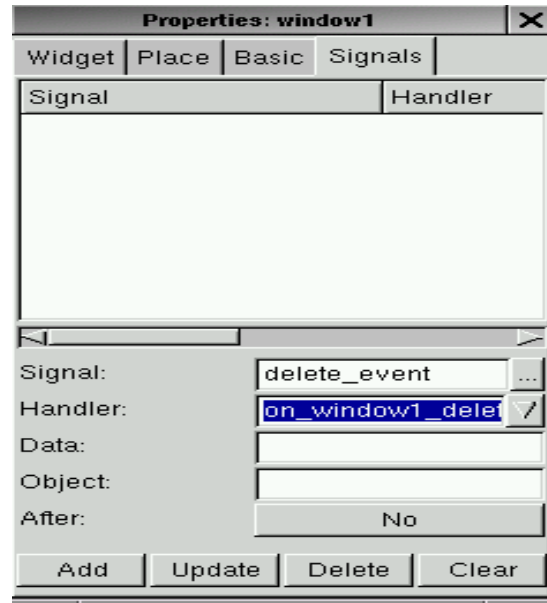 Properties: window1
Widget Place Basic Signals
Signal Handler
Signal: delete_event ...
Handler: on_window1_delet
Data:
Object:
After: No
Add Update Delete Clear